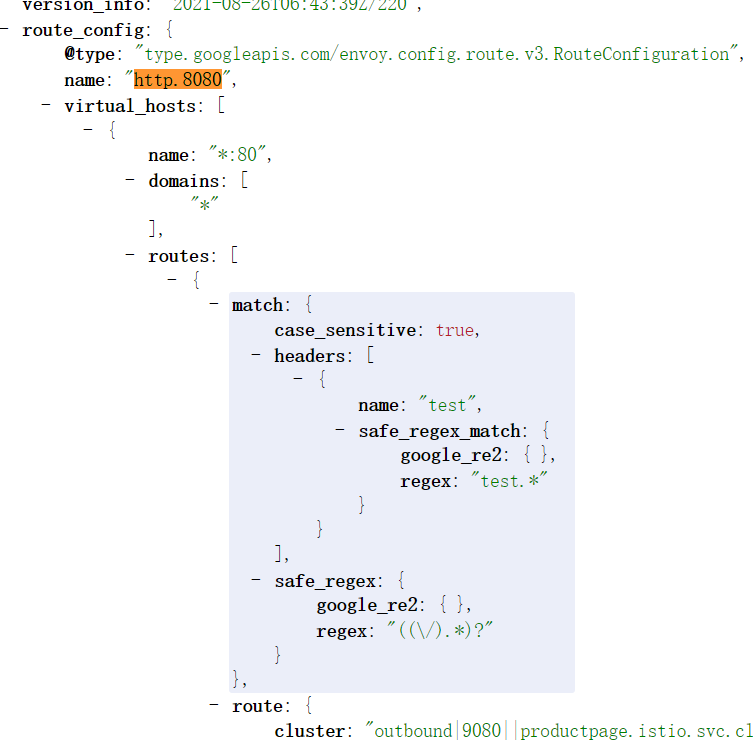 version_info: "2021-08-26T06:43:39Z/220",
- route_config: {
@type: "type.googleapis.com/envoy.config.route.v3.RouteConfiguration",
name: "http.8080",
- virtual_hosts: [
- {
name: "*:80",
- domains: [
"*"
],
- routes: [
- {
- match: {
case_sensitive: true,
- headers: [
- {
name: "test",
- safe_regex_match: {
google_re2: { },
regex: "test.*"
}
}
],
- safe_regex: {
google_re2: { },
regex: "((\/).*)?"
}
},
- route: {
cluster: "outbound|9080||productpage.istio.svc.cl